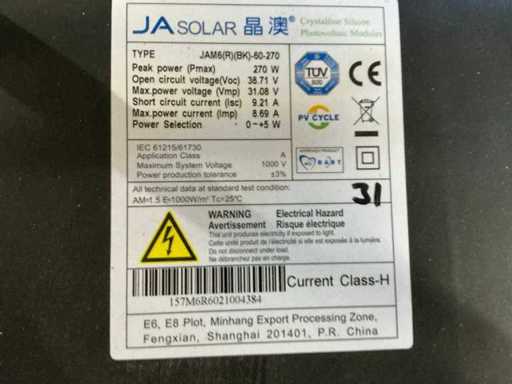 JA SOLAR 晶澳®
Crystalline Silicon
Photovoltaic Modules
TYPE JAM6(R)(BK)-60-270
Peak power (Pmax) 270 W
Open circuit voltage(Voc) 38.71 V
Max.power voltage (Vmp) 31.08 V
Short circuit current (Isc) 9.21 A
Max.power current (Imp) 8.69 A
Power Selection 0~+5 W
TÜV
SÜD
CE
PV CYCLE
IEC 61215/61730
Application Class A
Maximum System Voltage 1000 V
Power production tolerance ±3%
All technical data at standard test condition:
AM=1.5 E=1000W/m² Tc=25°C
31
WARNING Electrical Hazard
Avertissement Risque électrique
This unit produces electricity if exposed to light.
Cette unité produit de l'électricité si elle est exposée à la lumière.
Do not disconnect under load.
Ne débranchez pas en charge.
157M6R6021004384
Current Class-H
E6, E8 Plot, Minhang Export Processing Zone,
Fengxian, Shanghai 201401, P.R. China